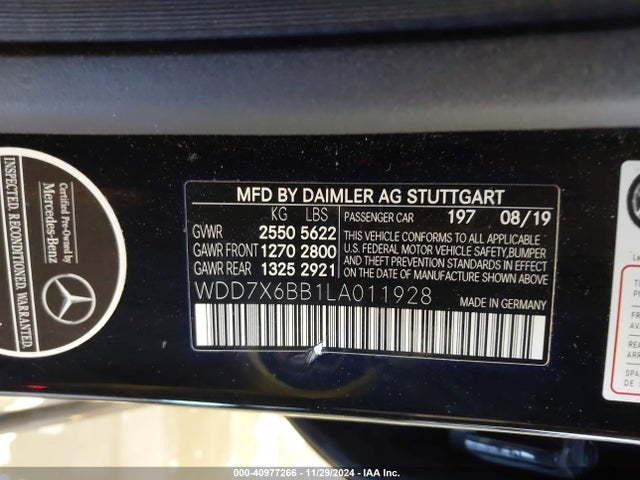 MFD BY DAIMLER AG STUTTGART
KG LBS
GVWR 2550 5622
GAWR FRONT 1270 2800
GAWR REAR 1325 2921
PASSENGER CAR 197 08/19
THIS VEHICLE CONFORMS TO ALL APPLICABLE
U.S. FEDERAL MOTOR VEHICLE SAFETY, BUMPER
AND THEFT PREVENTION STANDARDS IN EFFECT
ON THE DATE OF MANUFACTURE SHOWN ABOVE
WDD7X6BB1LA011928
MADE IN GERMANY
INSPECTED. RECONDITIONED. WARRANTED.
Certified Pre-Owned by
Mercedes-Benz
000-40977266 - 11/29/2024 - IAA Inc.